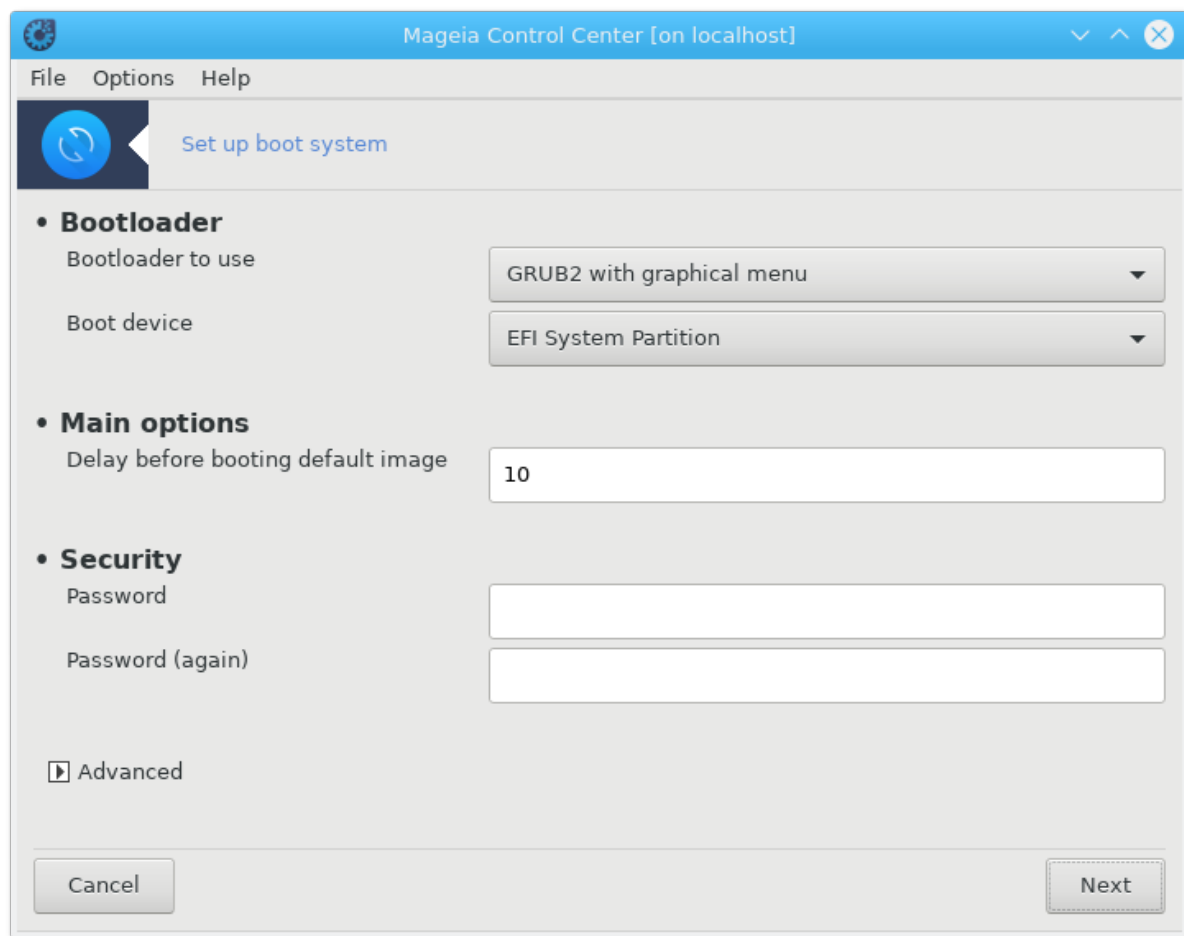 Mageia Control Center [on localhost]
File Options Help
Set up boot system
• Bootloader
Bootloader to use
GRUB2 with graphical menu
Boot device
EFI System Partition
• Main options
Delay before booting default image
10
• Security
Password
Password (again)
Advanced
Cancel
Next